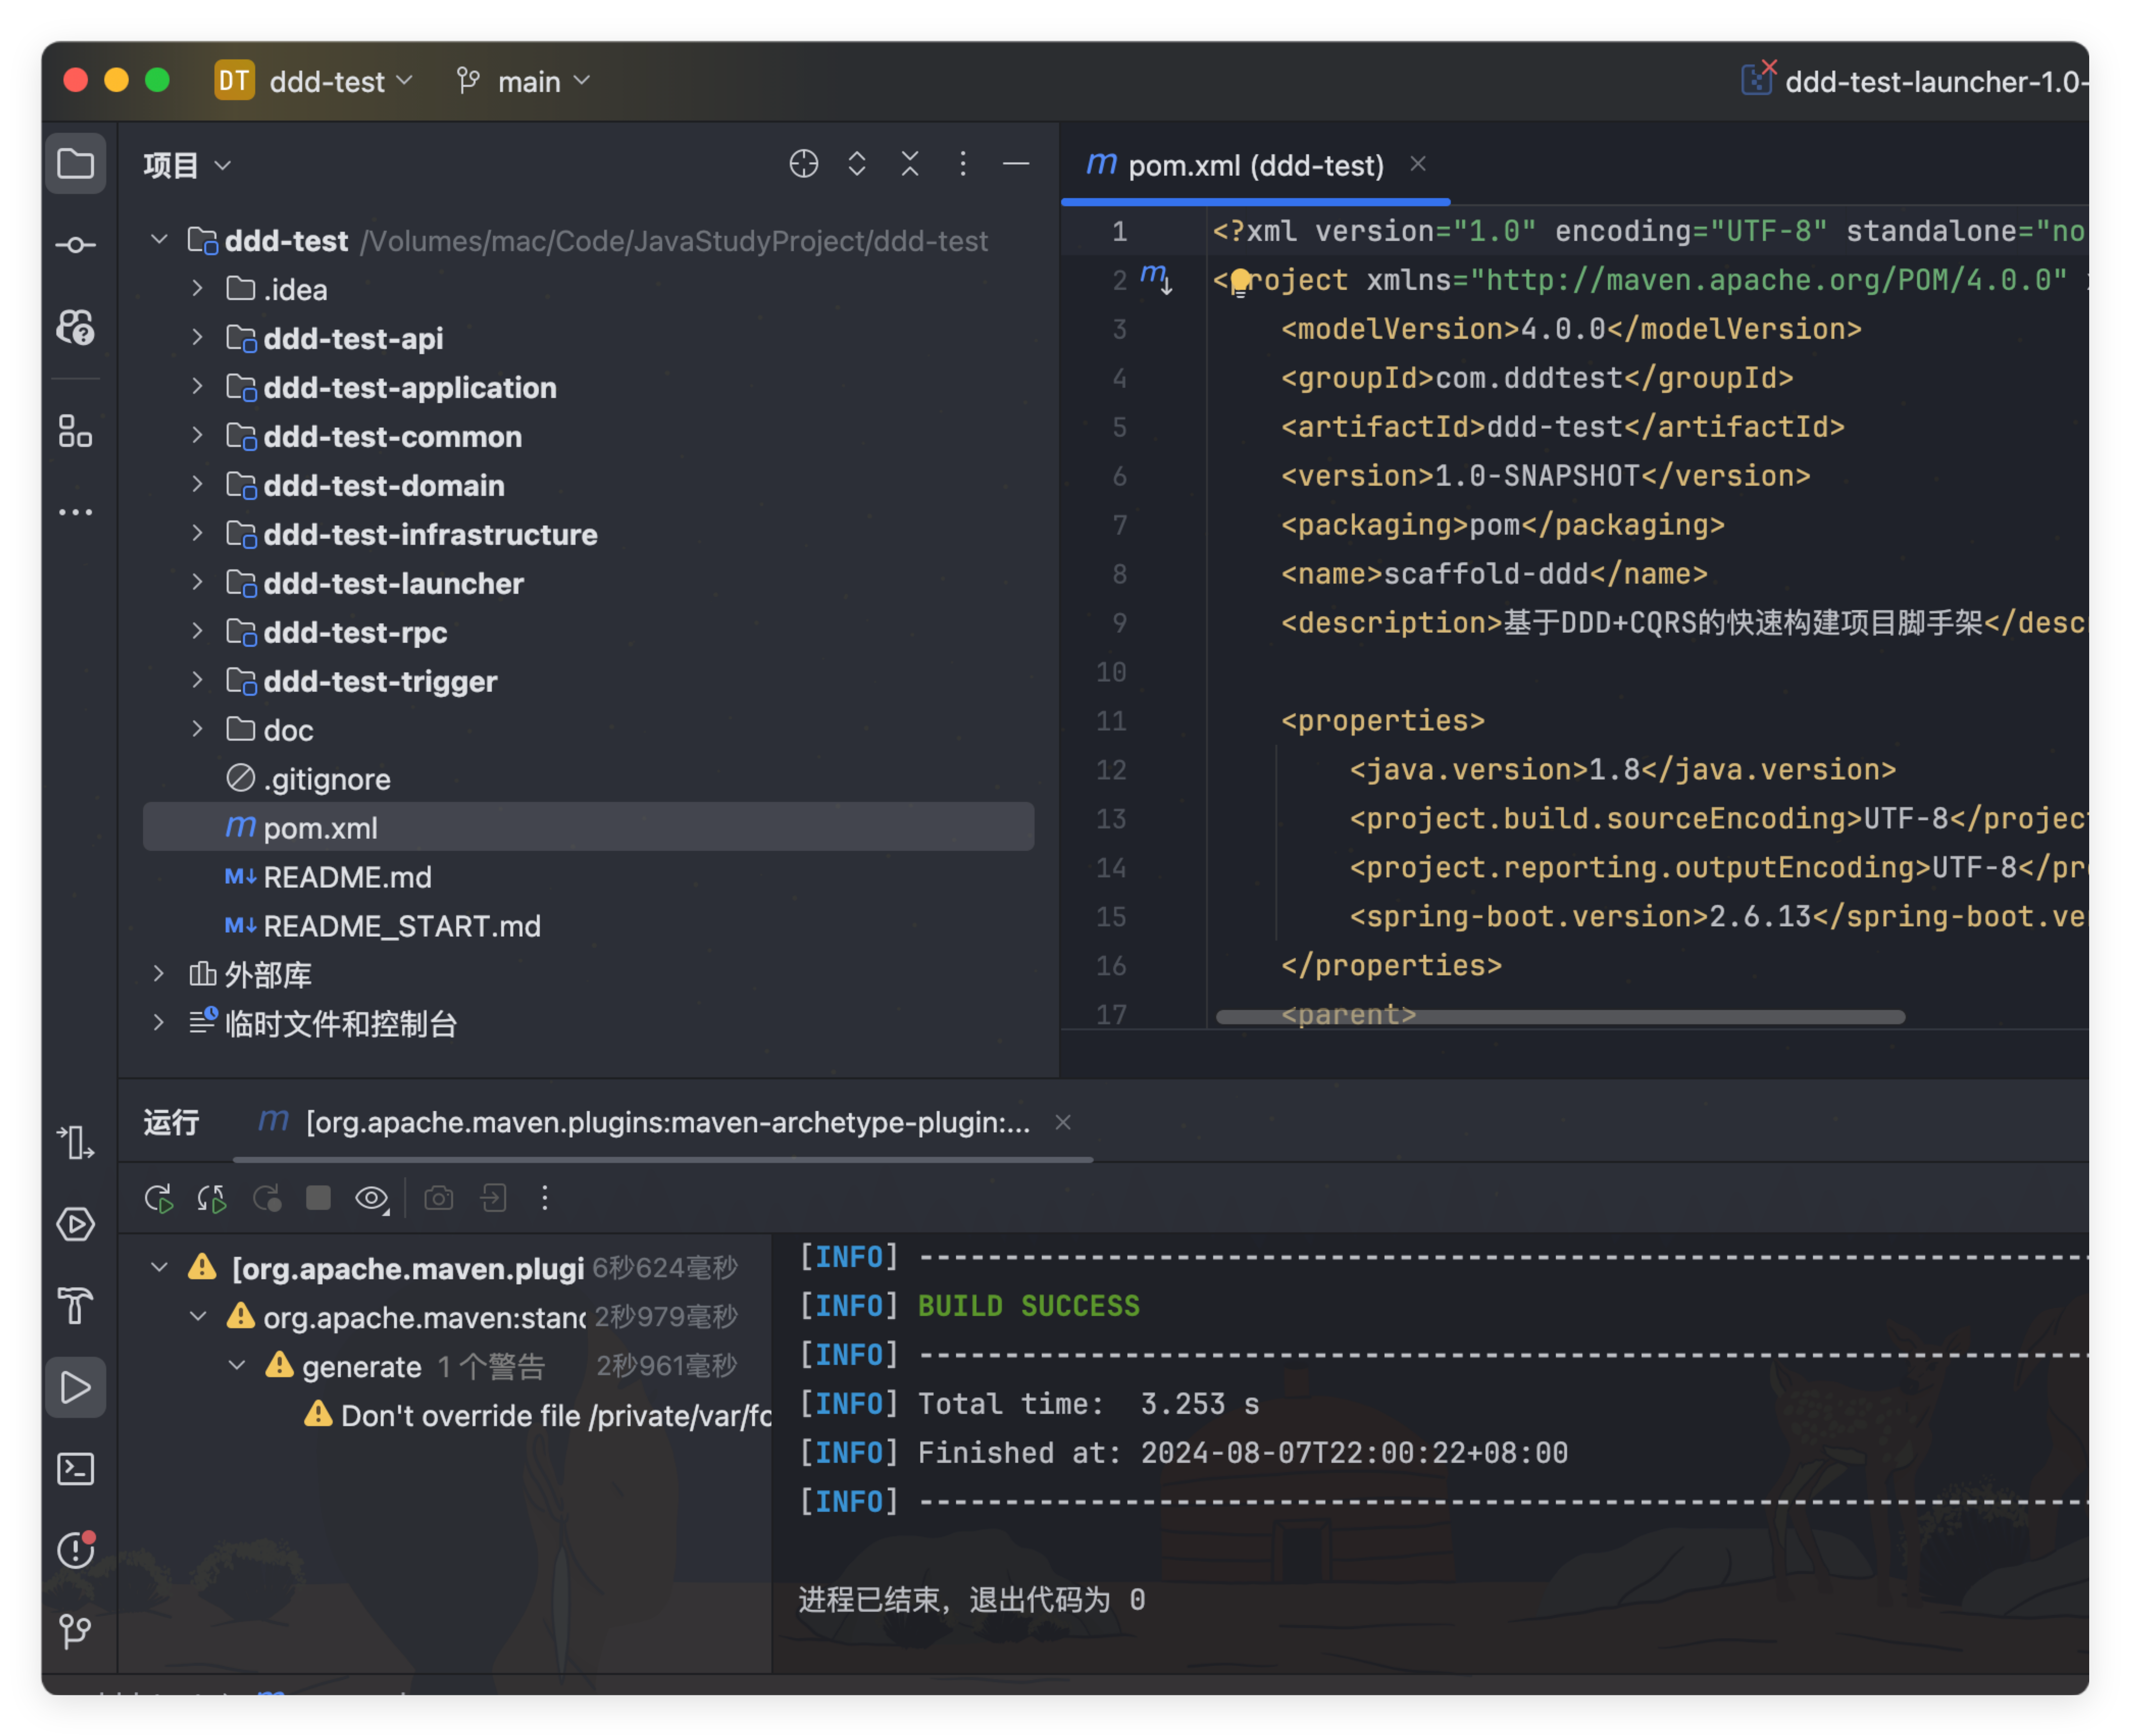 DT ddd-test main ddd-test-launcher-1.0-
项目
ddd-test /Volumes/mac/Code/JavaStudyProject/ddd-test
.idea
ddd-test-api
ddd-test-application
ddd-test-common
ddd-test-domain
ddd-test-infrastructure
ddd-test-launcher
ddd-test-rpc
ddd-test-trigger
doc
.gitignore
m pom.xml
M↓ README.md
M↓ README_START.md
外部库
临时文件和控制台
m pom.xml (ddd-test)
1 <?xml version="1.0" encoding="UTF-8" standalone="no
2 <project xmlns="http://maven.apache.org/POM/4.0.0"
3 <modelVersion>4.0.0</modelVersion>
4 <groupId>com.dddtest</groupId>
5 <artifactId>ddd-test</artifactId>
6 <version>1.0-SNAPSHOT</version>
7 <packaging>pom</packaging>
8 <name>scaffold-ddd</name>
9 <description>基于DDD+CQRS的快速构建项目脚手架</descr
10
11 <properties>
12 <java.version>1.8</java.version>
13 <project.build.sourceEncoding>UTF-8</projec
14 <project.reporting.outputEncoding>UTF-8</pr
15 <spring-boot.version>2.6.13</spring-boot.ve
16 </properties>
17 <parent>
运行 m [org.apache.maven.plugins:maven-archetype-plugin:...
[org.apache.maven.plugi 6秒624毫秒
org.apache.maven:stan 2秒979毫秒
generate 1 个警告 2秒961毫秒
Don't override file /private/var/fo
[INFO] ------------------------------------------------------------------------
[INFO] BUILD SUCCESS
[INFO] ------------------------------------------------------------------------
[INFO] Total time: 3.253 s
[INFO] Finished at: 2024-08-07T22:00:22+08:00
[INFO] ------------------------------------------------------------------------
进程已结束，退出代码为 0